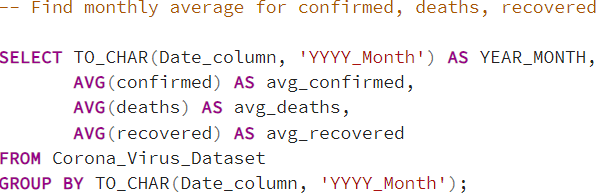 -- Find monthly average for confirmed, deaths, recovered
SELECT TO_CHAR(Date_column, 'YYYY_Month') AS YEAR_MONTH,
AVG(confirmed) AS avg_confirmed,
AVG(deaths) AS avg_deaths,
AVG(recovered) AS avg_recovered
FROM Corona_Virus_Dataset
GROUP BY TO_CHAR(Date_column, 'YYYY_Month');